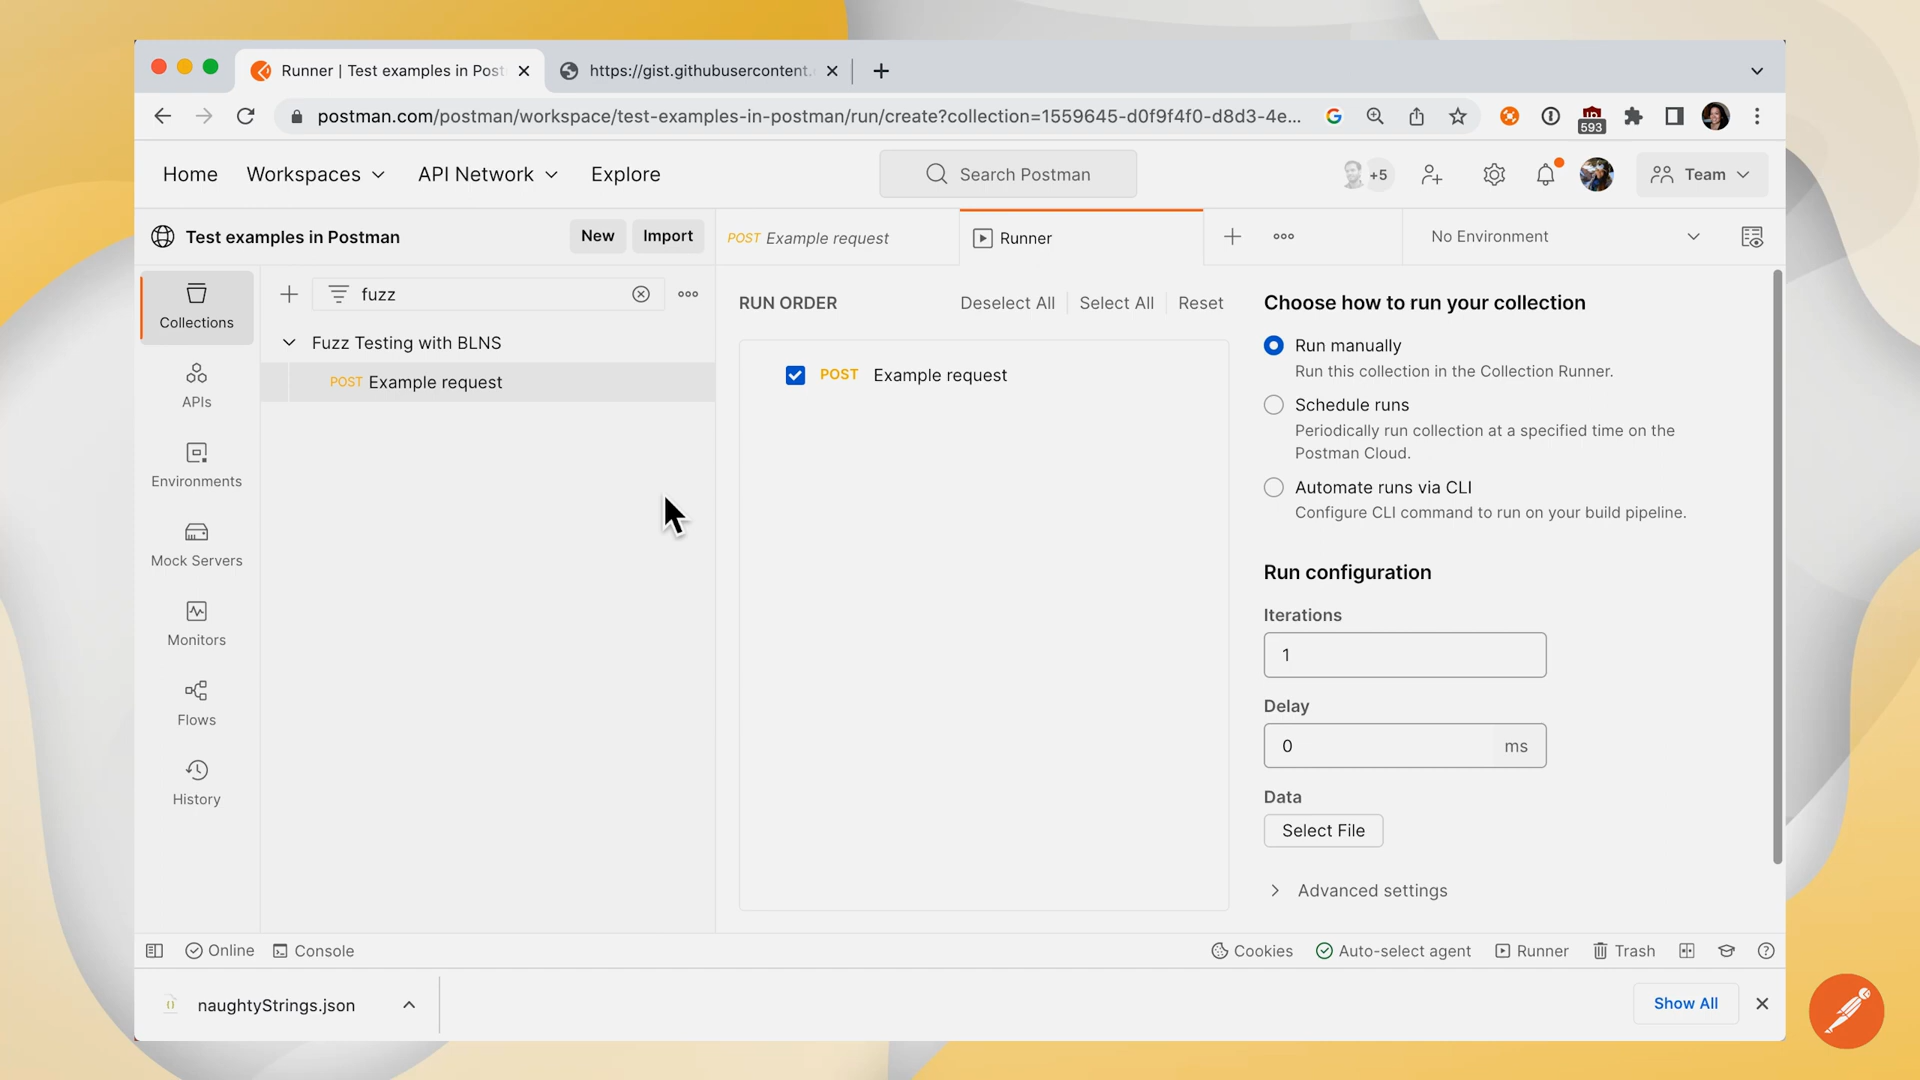 Runner | Test examples in Post
https://gist.githubusercontent.
postman.com/postman/workspace/test-examples-in-postman/run/create?collection=1559645-d0f9f4f0-d8d3-4e...
593
Home
Workspaces
API Network
Explore
Search Postman
+5
Team
Test examples in Postman
New
Import
POST Example request
Runner
No Environment
Collections
APIs
Environments
Mock Servers
Monitors
Flows
History
fuzz
Fuzz Testing with BLNS
POST Example request
RUN ORDER
Deselect All
Select All
Reset
POST Example request
Choose how to run your collection
Run manually
Run this collection in the Collection Runner.
Schedule runs
Periodically run collection at a specified time on the
Postman Cloud.
Automate runs via CLI
Configure CLI command to run on your build pipeline.
Run configuration
Iterations
1
Delay
0 ms
Data
Select File
Advanced settings
Online
Console
Cookies
Auto-select agent
Runner
Trash
naughtyStrings.json
Show All